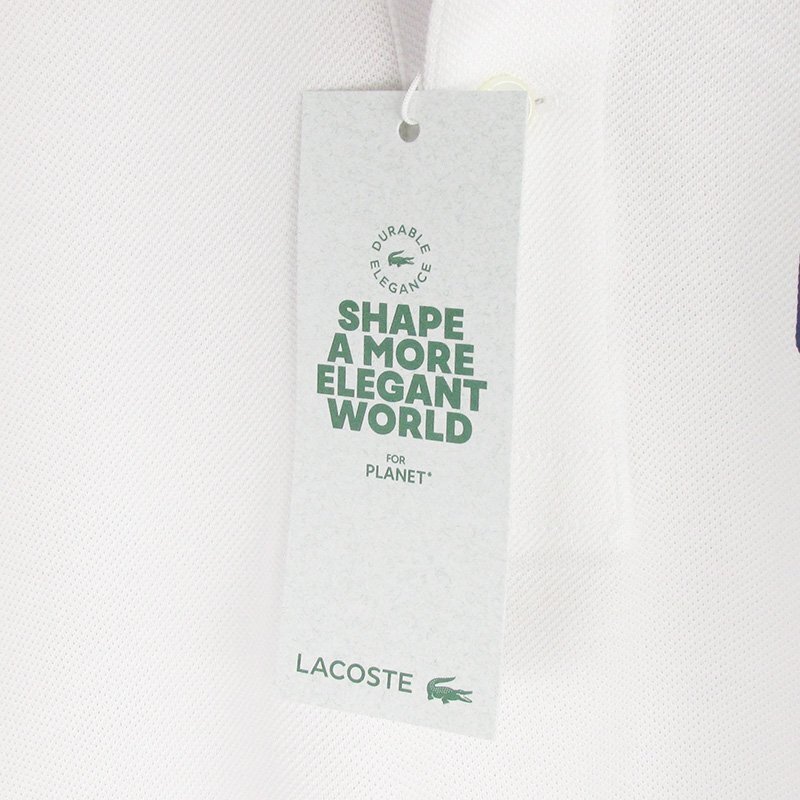 DURABLE
ELEGANCE
SHAPE
A MORE
ELEGANT
WORLD
FOR
PLANET*
LACOSTE